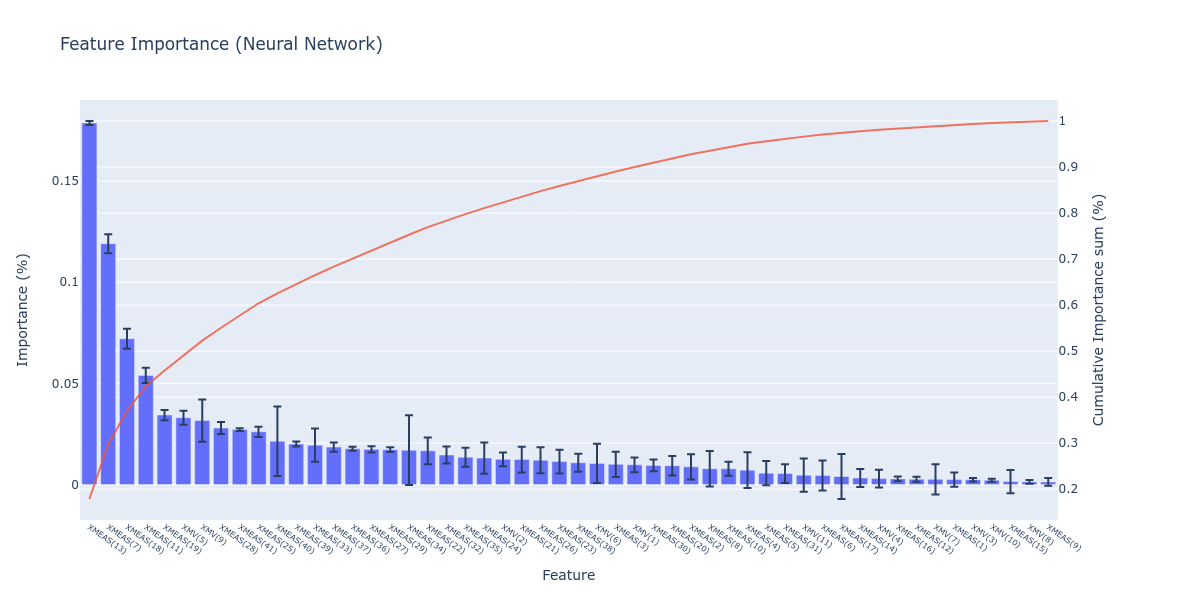 Feature Importance (Neural Network)
Importance (%)
0.15
0.1
0.05
0
1
0.9
0.8
0.7
0.6
0.5
0.4
0.3
0.2
Cumulative Importance sum (%)
XMEAS(13)
XMEAS(7)
XMEAS(18)
XMEAS(11)
XMEAS(19)
XMV(5)
XMV(9)
XMEAS(28)
XMEAS(41)
XMEAS(25)
XMEAS(40)
XMEAS(39)
XMEAS(33)
XMEAS(37)
XMEAS(36)
XMEAS(27)
XMEAS(29)
XMEAS(34)
XMEAS(32)
XMEAS(22)
XMEAS(35)
XMEAS(24)
XMV(2)
XMEAS(21)
XMEAS(26)
XMEAS(23)
XMEAS(38)
XMV(6)
XMEAS(3)
XMV(1)
XMEAS(30)
XMEAS(20)
XMEAS(2)
XMEAS(8)
XMEAS(10)
XMEAS(4)
XMEAS(5)
XMEAS(31)
XMV(11)
XMEAS(6)
XMEAS(17)
XMEAS(14)
XMV(4)
XMEAS(16)
XMEAS(12)
XMV(7)
XMEAS(1)
XMV(3)
XMV(10)
XMEAS(15)
XMV(8)
XMEAS(9)
Feature